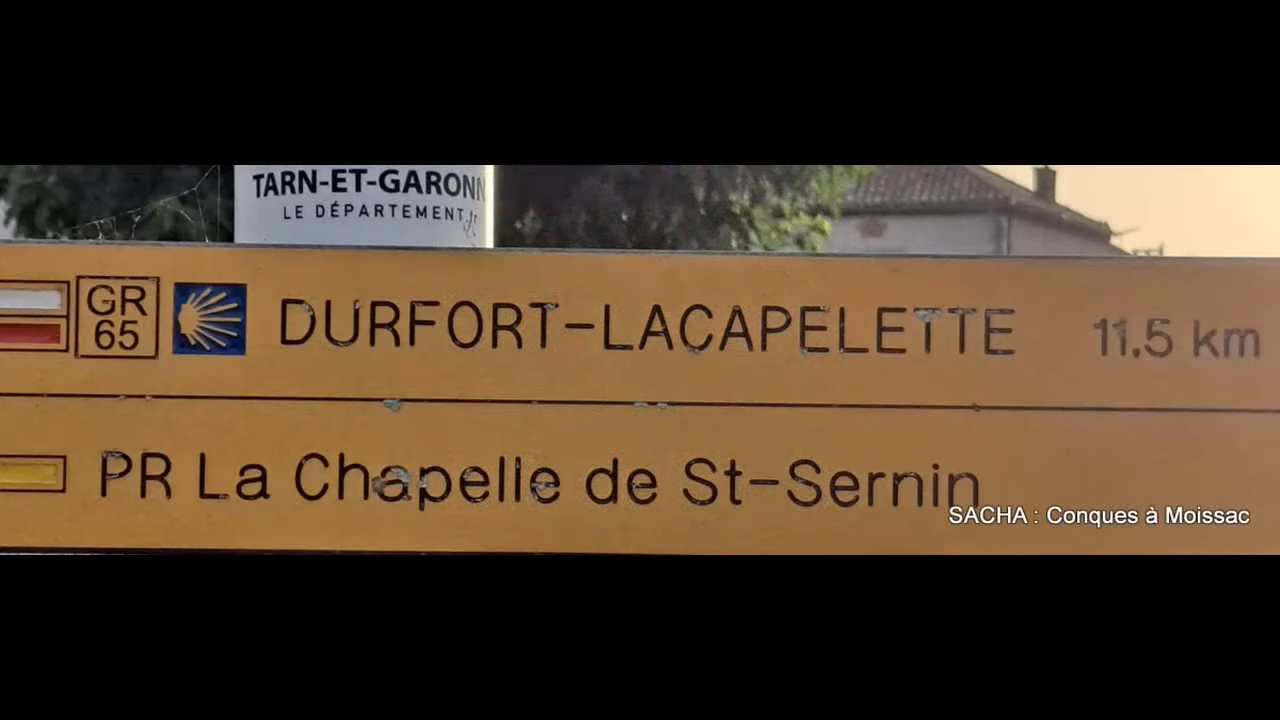 TARN-ET-GARONN
LE DÉPARTEMENT
GR
65
DURFORT-LACAPELETTE 11.5 km
PR La Chapelle de St-Sernin
SACHA : Conques à Moissac